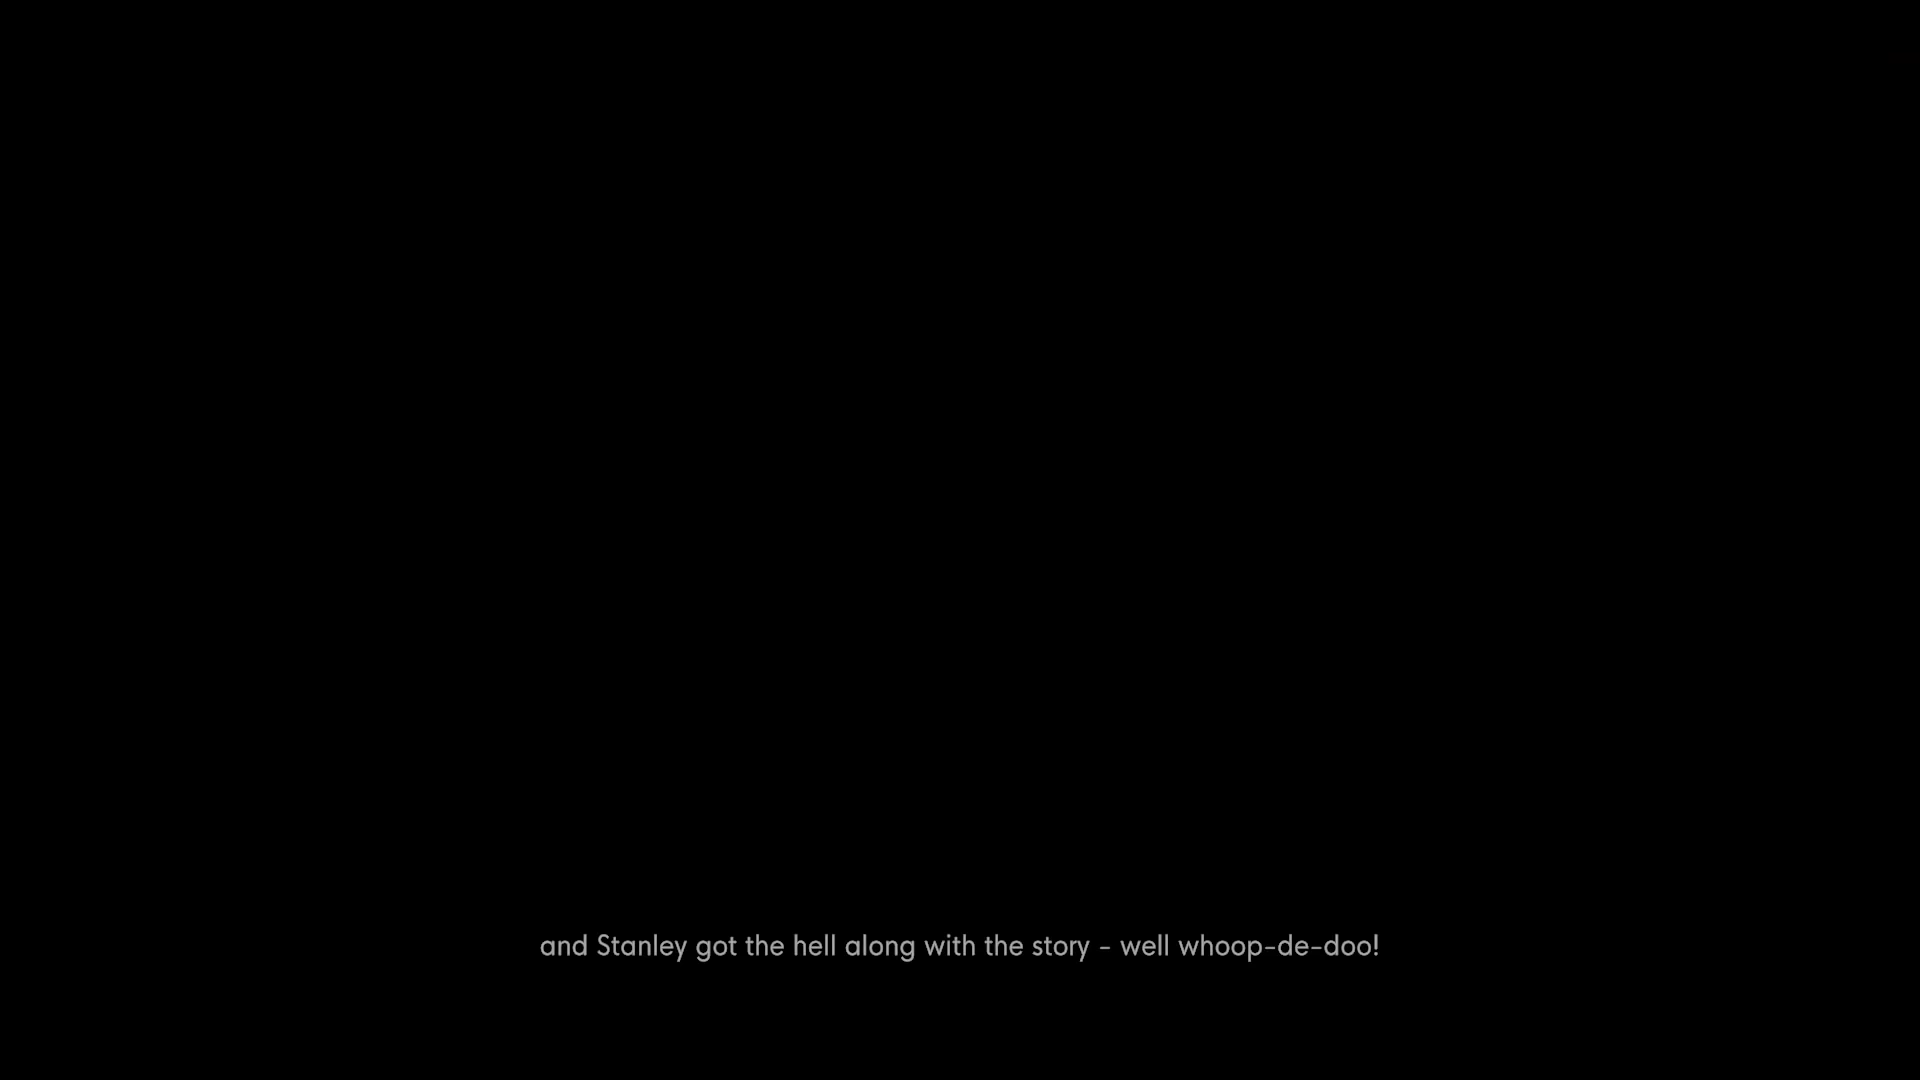 and Stanley got the hell along with the story - well whoop-de-doo!